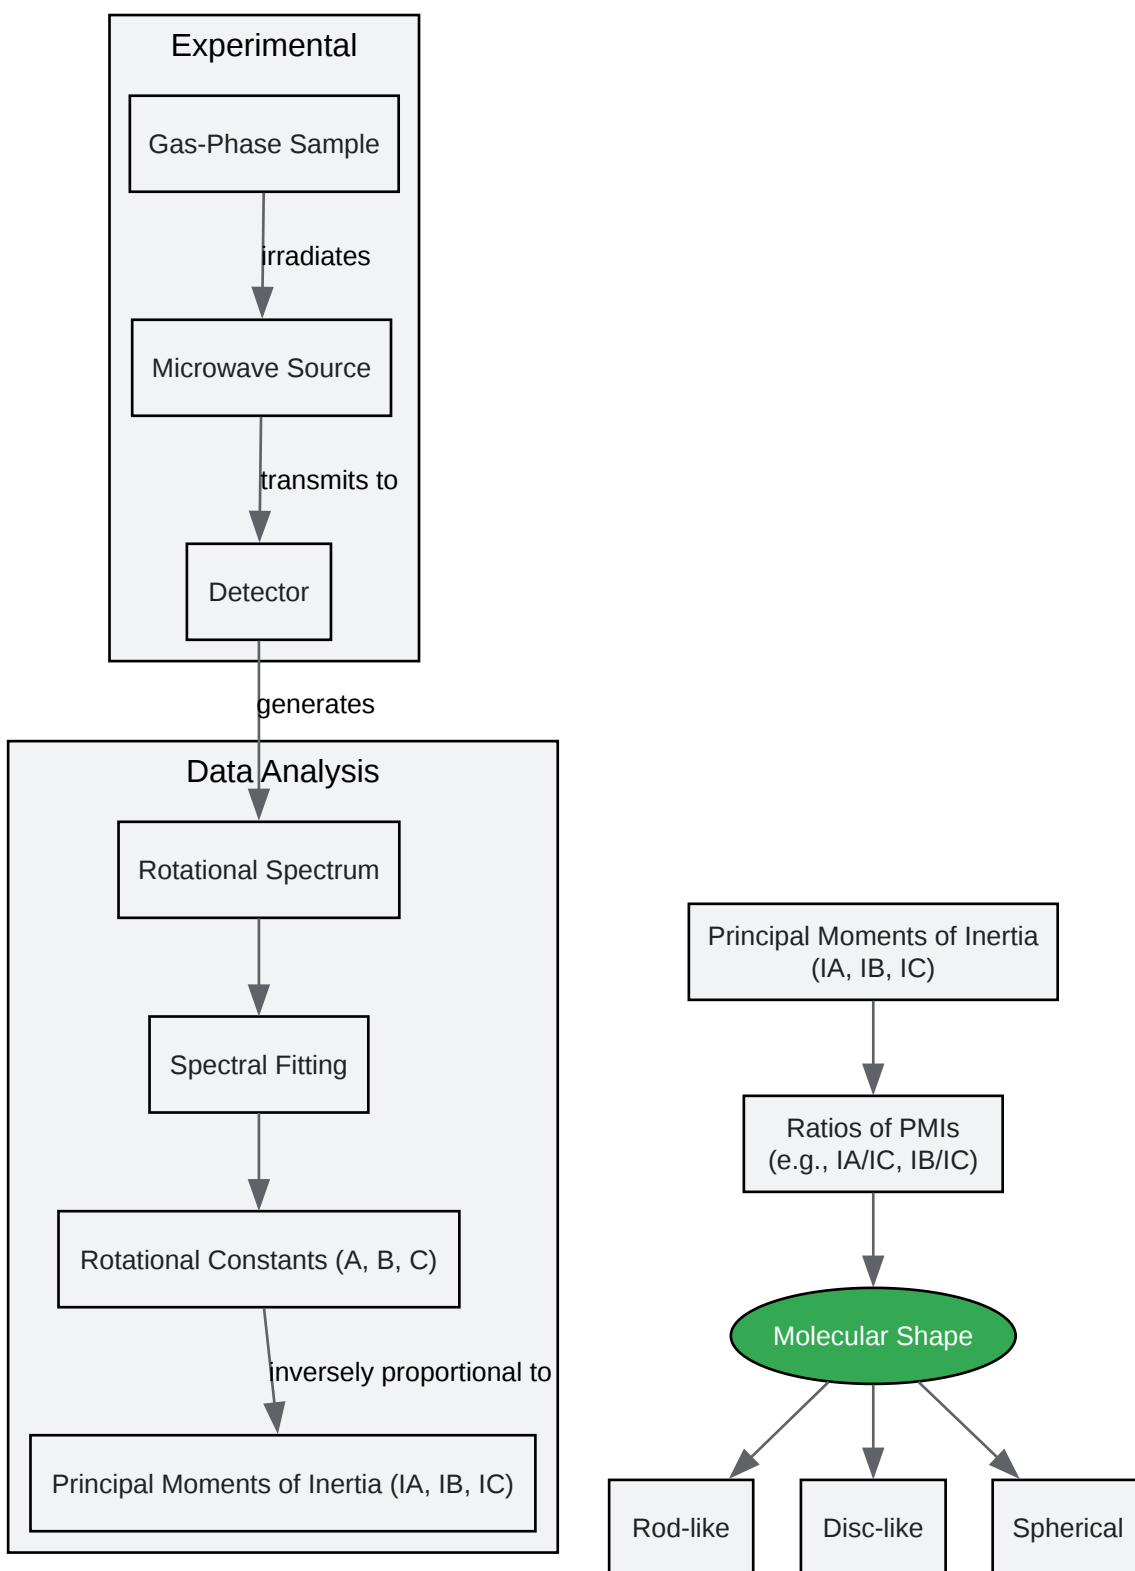 Experimental
Gas-Phase Sample
irradiates
Microwave Source
transmits to
Detector
generates
Data Analysis
Rotational Spectrum
Spectral Fitting
Rotational Constants (A, B, C)
inversely proportional to
Principal Moments of Inertia (IA, IB, IC)
Principal Moments of Inertia
(IA, IB, IC)
Ratios of PMIs
(e.g., IA/IC, IB/IC)
Molecular Shape
Rod-like
Disc-like
Spherical